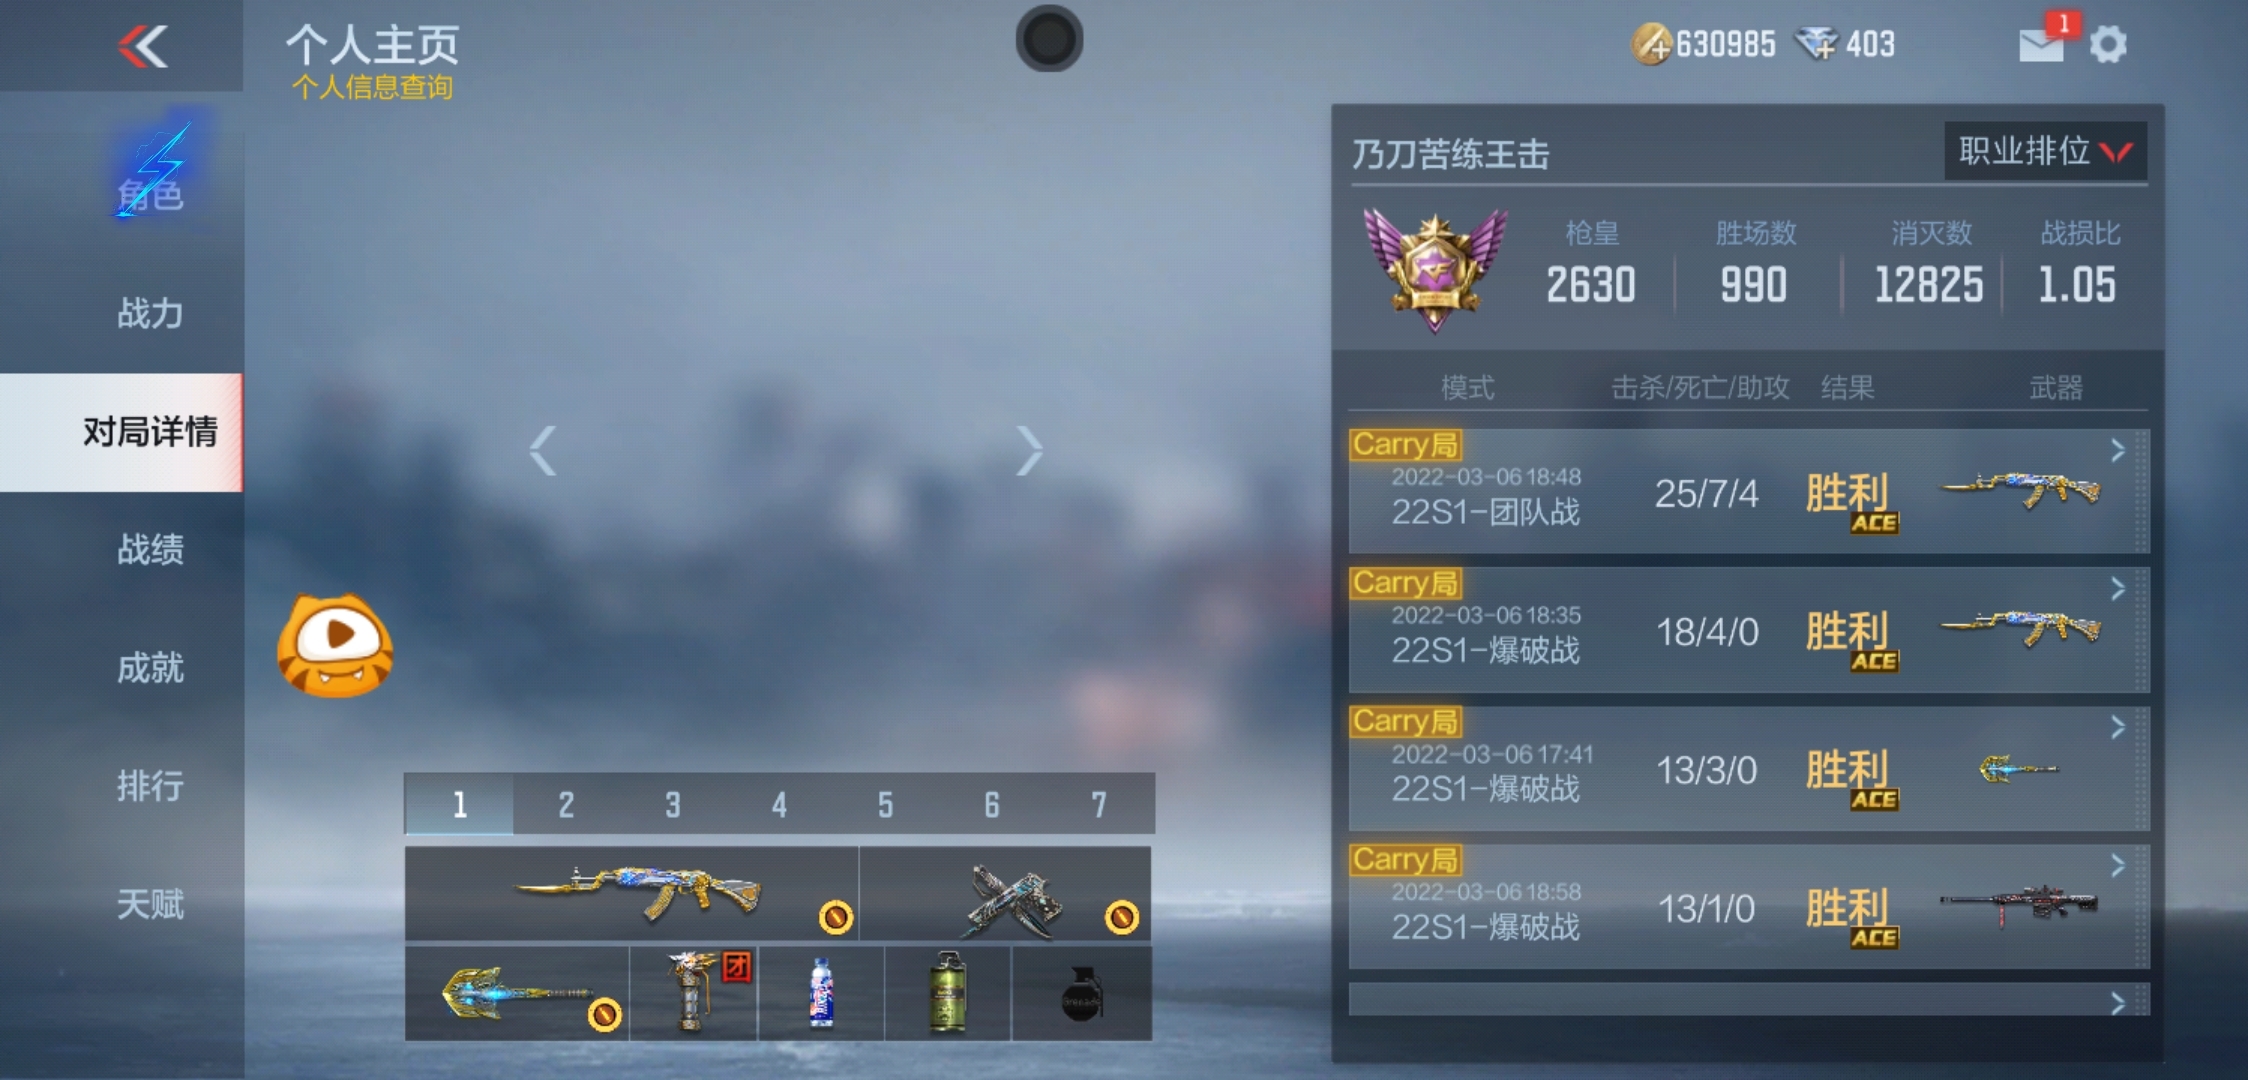 个人主页
个人信息查询
630985
403
1
角色
战力
对局详情
战绩
成就
排行
天赋
乃刀苦练王击
职业排位
枪皇 胜场数 消灭数 战损比
2630 990 12825 1.05
模式 击杀/死亡/助攻 结果 武器
Carry局
2022-03-06 18:48
22S1-团队战
25/7/4
胜利
ACE
Carry局
2022-03-06 18:35
22S1-爆破战
18/4/0
胜利
ACE
Carry局
2022-03-06 17:41
22S1-爆破战
13/3/0
胜利
ACE
Carry局
2022-03-06 18:58
22S1-爆破战
13/1/0
胜利
ACE
1 2 3 4 5 6 7
团
Grenade